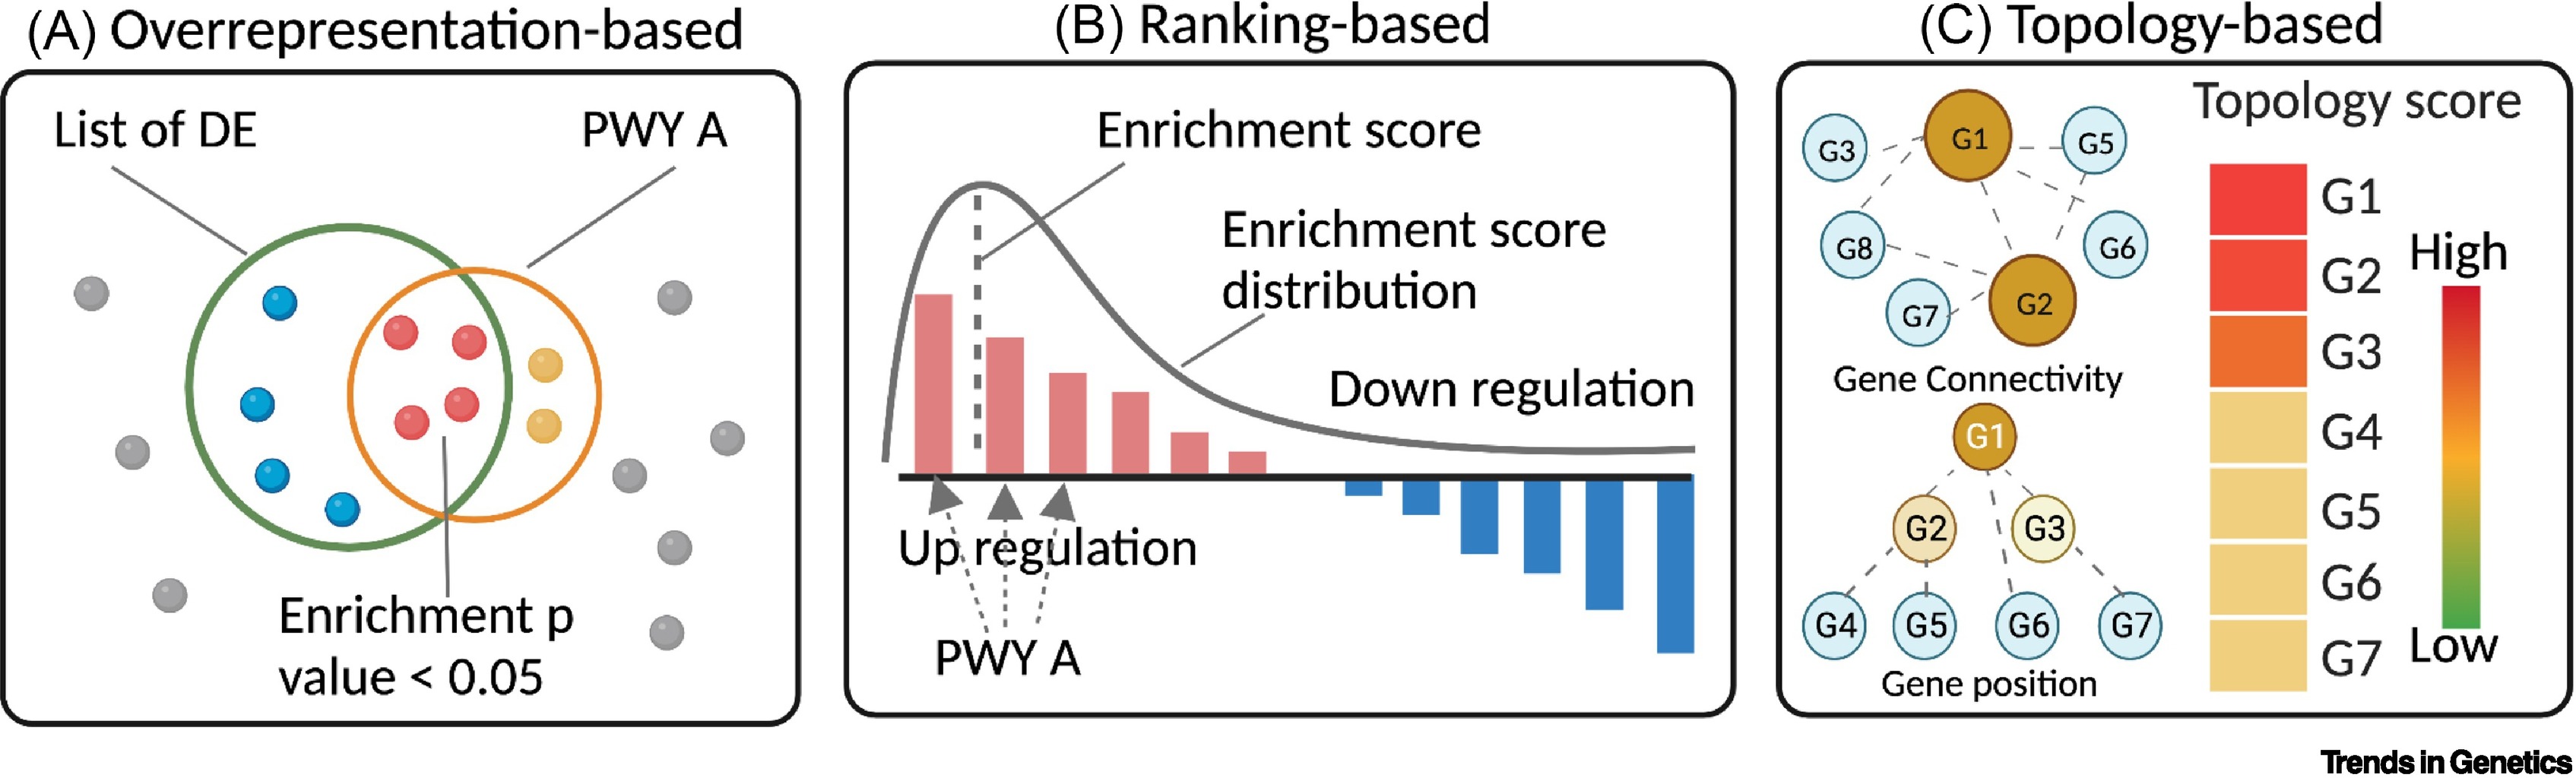 (A) Overrepresentation-based
List of DE
PWY A
Enrichment p
value < 0.05
(B) Ranking-based
Enrichment score
Enrichment score
distribution
Down regulation
Up regulation
PWY A
(C) Topology-based
G3
G1
G5
G8
G6
G7
G2
Gene Connectivity
G1
G2
G3
G4
G5
G6
G7
Gene position
Topology score
G1
G2
G3
G4
G5
G6
G7
High
Low
Trends in Genetics